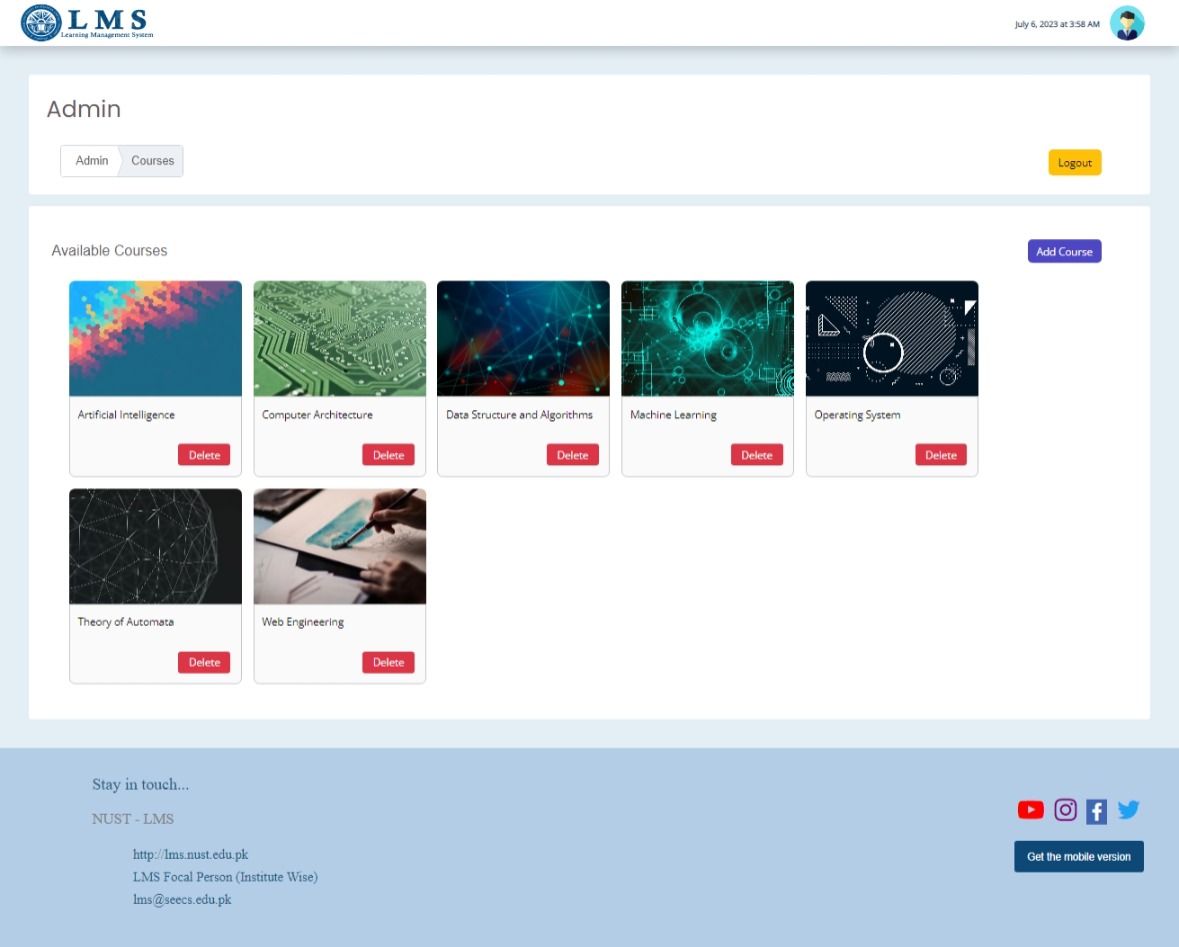 LMS
Learning Management System
July 6, 2023 at 3:58 AM
Admin
Admin
Courses
Logout
Available Courses
Add Course
Artificial Intelligence
Computer Architecture
Data Structure and Algorithms
Machine Learning
Operating System
Delete
Delete
Delete
Delete
Delete
Theory of Automata
Web Engineering
Delete
Delete
Stay in touch...
NUST - LMS
http://lms.nust.edu.pk
LMS Focal Person (Institute Wise)
lms@seecs.edu.pk
Get the mobile version